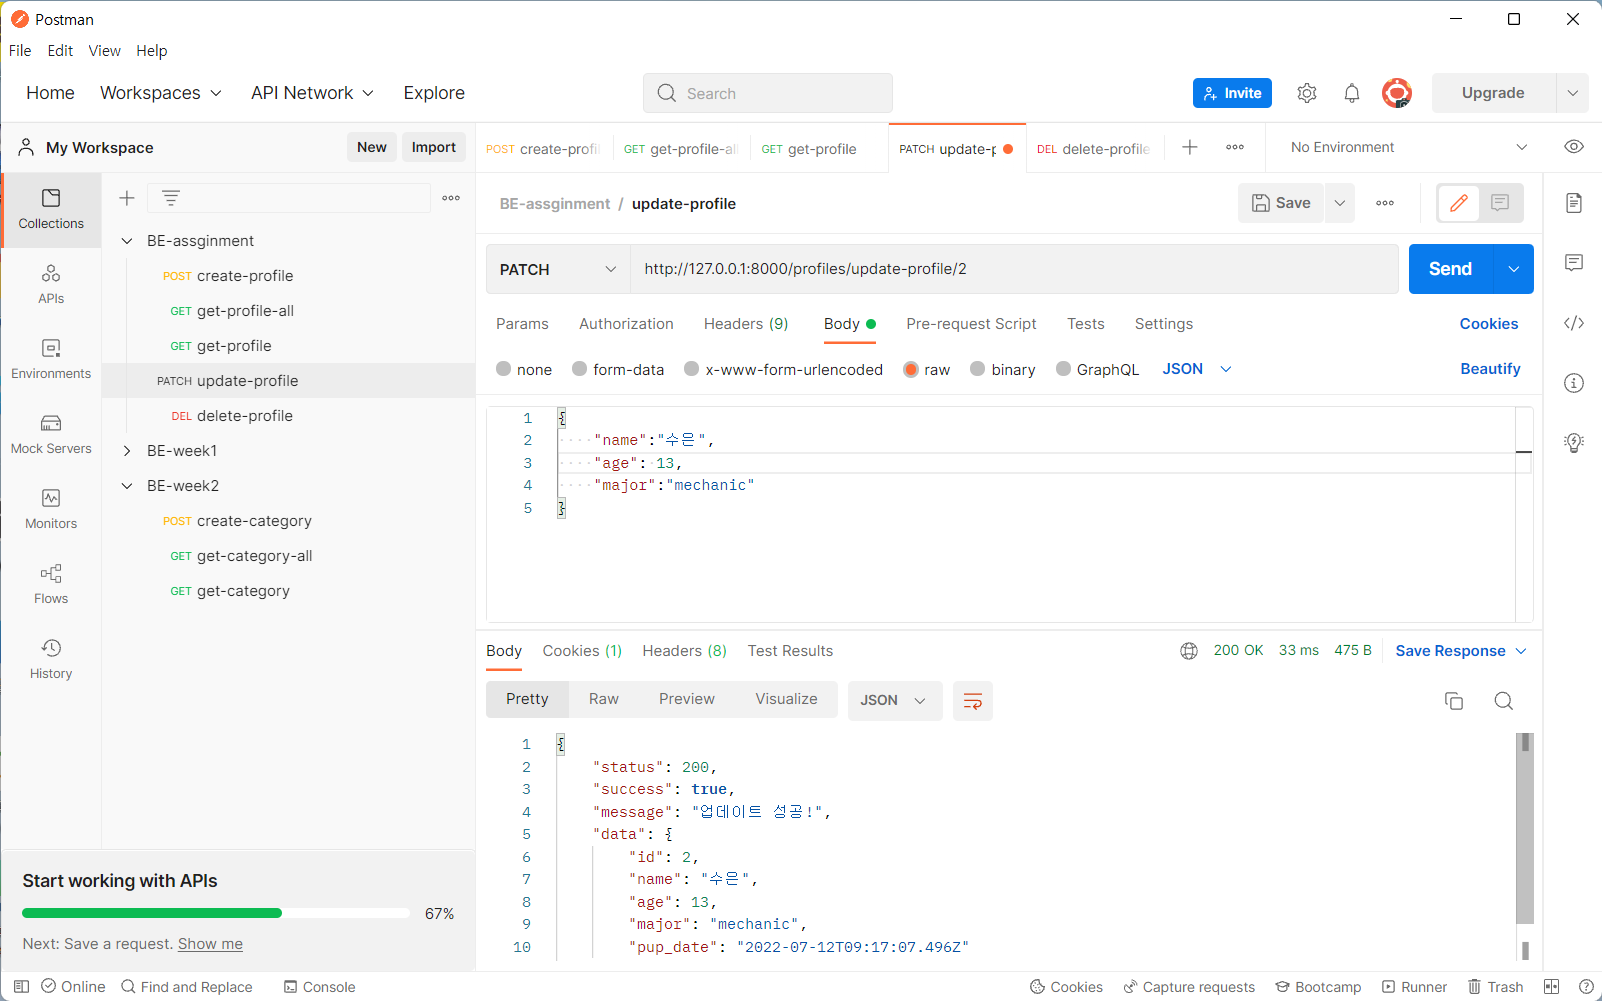 Postman
File Edit View Help
Home Workspaces API Network Explore Search Invite Upgrade
My Workspace New Import
POST create-profi GET get-profile-al GET get-profile PATCH update-p DEL delete-profile No Environment
Collections
APIs
Environments
Mock Servers
Monitors
Flows
History
BE-assginment
POST create-profile
GET get-profile-all
GET get-profile
PATCH update-profile
DEL delete-profile
BE-week1
BE-week2
POST create-category
GET get-category-all
GET get-category
Start working with APIs
67%
Next: Save a request. Show me
BE-assginment / update-profile Save
PATCH http://127.0.0.1:8000/profiles/update-profile/2 Send
Params Authorization Headers (9) Body Pre-request Script Tests Settings Cookies
none form-data x-www-form-urlencoded raw binary GraphQL JSON Beautify
1 {
2 "name":"수은",
3 "age": 13,
4 "major":"mechanic"
5 }
Body Cookies (1) Headers (8) Test Results 200 OK 33 ms 475 B Save Response
Pretty Raw Preview Visualize JSON
1 {
2 "status": 200,
3 "success": true,
4 "message": "업데이트 성공!",
5 "data": {
6 "id": 2,
7 "name": "수은",
8 "age": 13,
9 "major": "mechanic",
10 "pup_date": "2022-07-12T09:17:07.496Z"
Online Find and Replace Console Cookies Capture requests Bootcamp Runner Trash